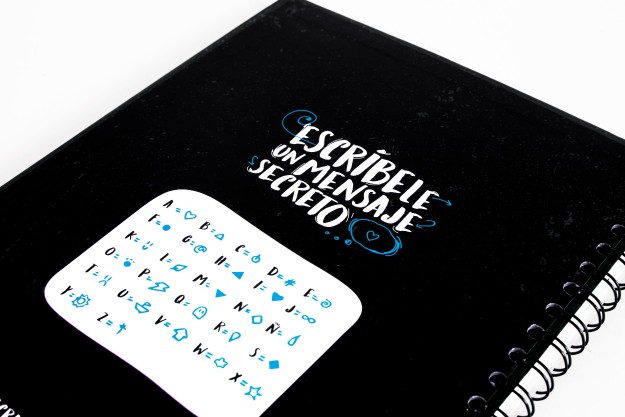 ESCRÍBELE
UN MENSAJE
SECRETO
A=♡ B=△ C= D=# E=
F=● G=@ H=▲ I=♥ J=∞
K= L= M=▼ N=◇ Ñ=
O= P= Q= R= S=◆
T= U= V= W= X=☆
Y= Z=